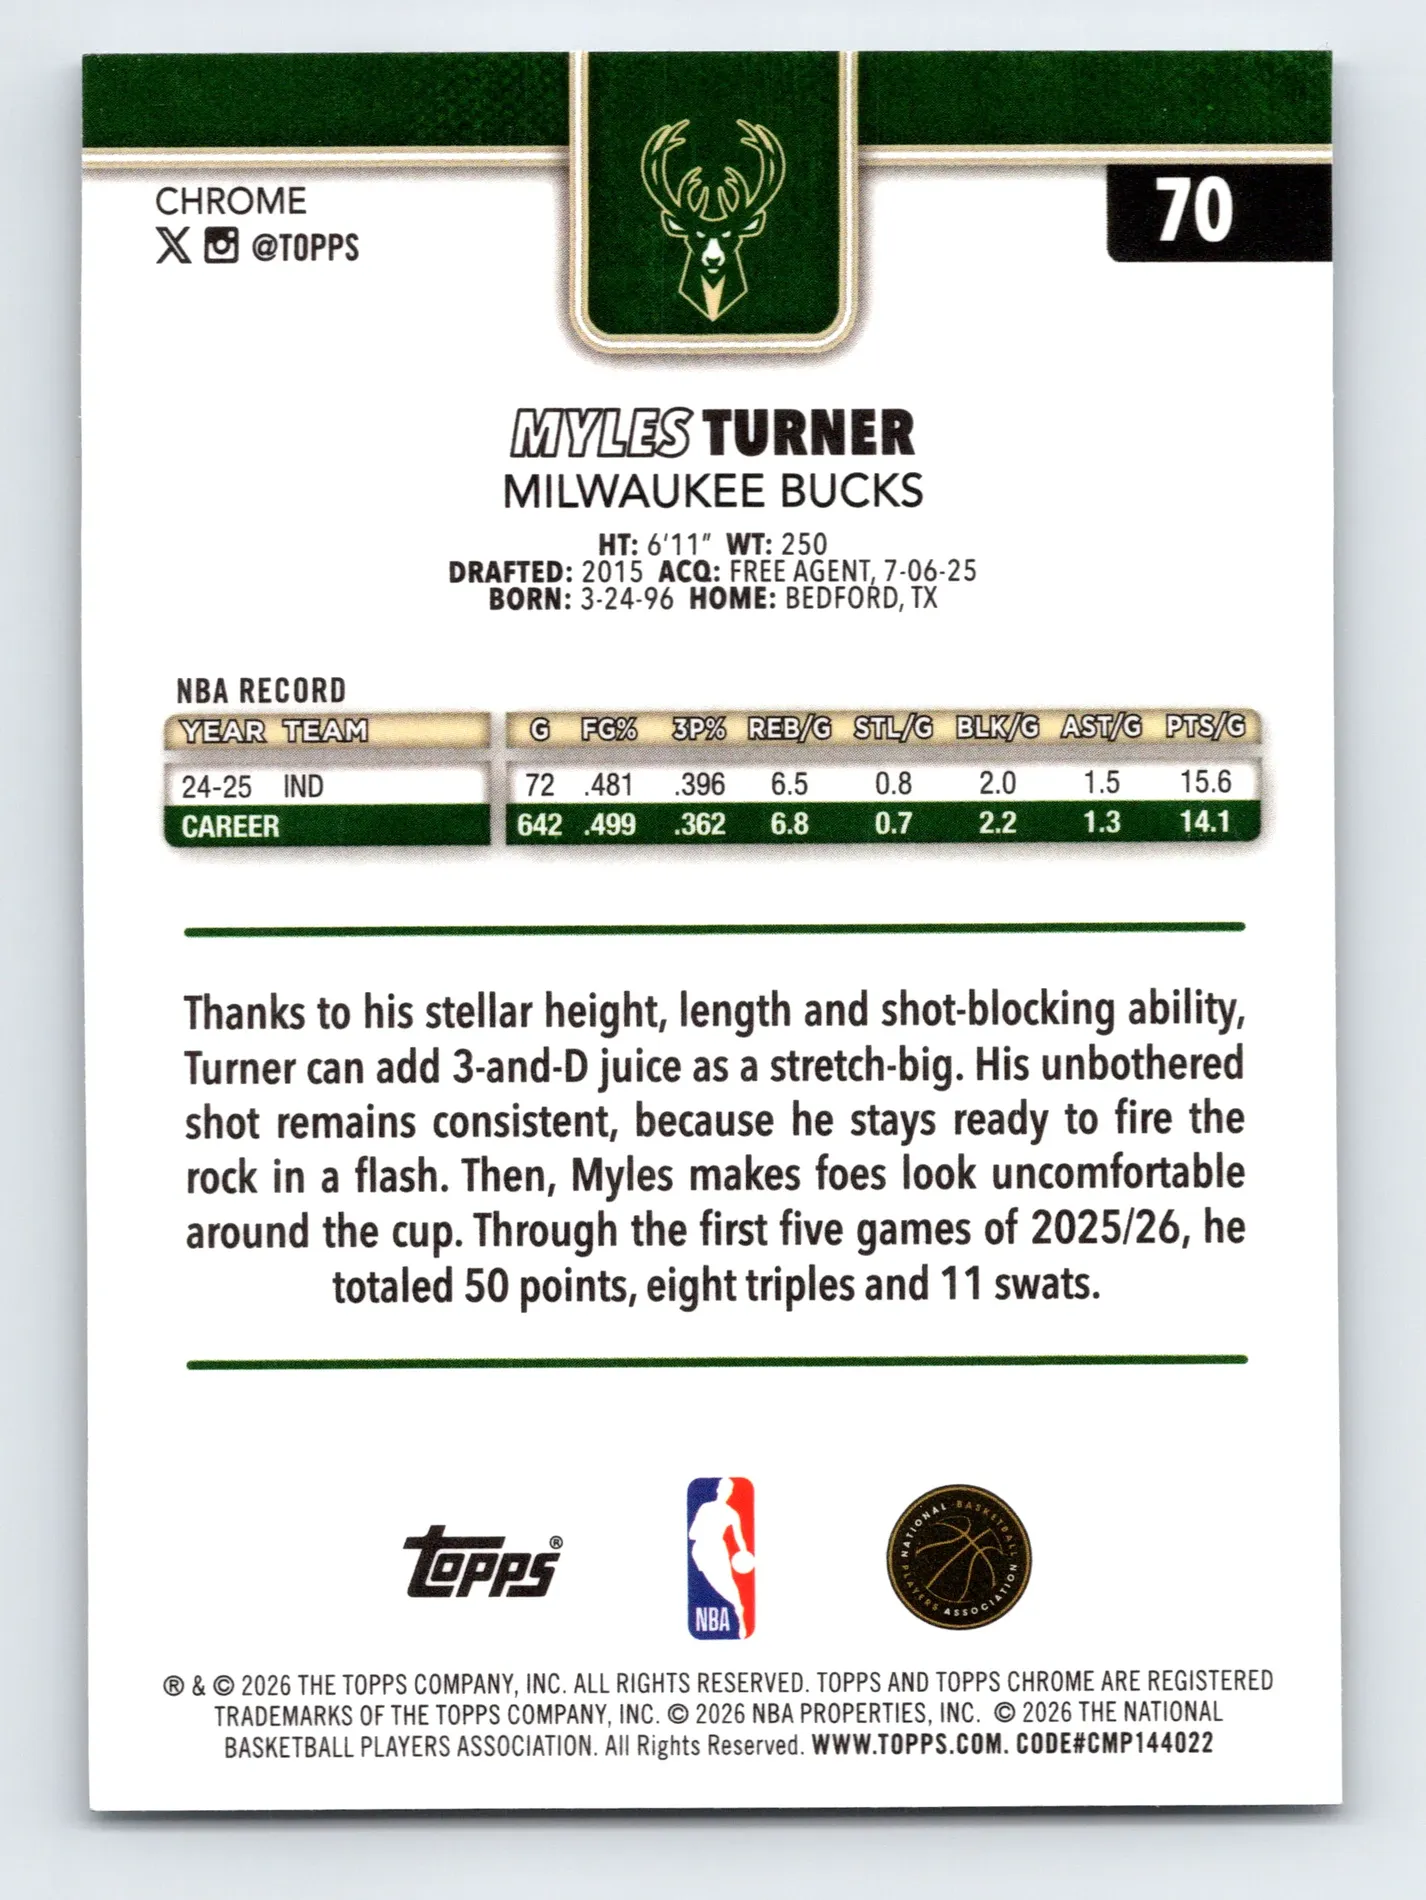 CHROME
70
@TOPPS
MYLES TURNER
MILWAUKEE BUCKS
HT: 6'11" WT: 250
DRAFTED: 2015 ACQ: FREE AGENT, 7-06-25
BORN: 3-24-96 HOME: BEDFORD, TX
NBA RECORD
YEAR TEAM G FG% 3P% REB/G STL/G BLK/G AST/G PTS/G
24-25 IND 72 .481 .396 6.5 0.8 2.0 1.5 15.6
CAREER 642 .499 .362 6.8 0.7 2.2 1.3 14.1
Thanks to his stellar height, length and shot-blocking ability,
Turner can add 3-and-D juice as a stretch-big. His unbothered
shot remains consistent, because he stays ready to fire the
rock in a flash. Then, Myles makes foes look uncomfortable
around the cup. Through the first five games of 2025/26, he
totaled 50 points, eight triples and 11 swats.
topps®
NBA
NATIONAL BASKETBALL PLAYERS ASSOCIATION
® & © 2026 THE TOPPS COMPANY, INC. ALL RIGHTS RESERVED. TOPPS AND TOPPS CHROME ARE REGISTERED
TRADEMARKS OF THE TOPPS COMPANY, INC. © 2026 NBA PROPERTIES, INC. © 2026 THE NATIONAL
BASKETBALL PLAYERS ASSOCIATION. All Rights Reserved. WWW.TOPPS.COM. CODE#CMP144022